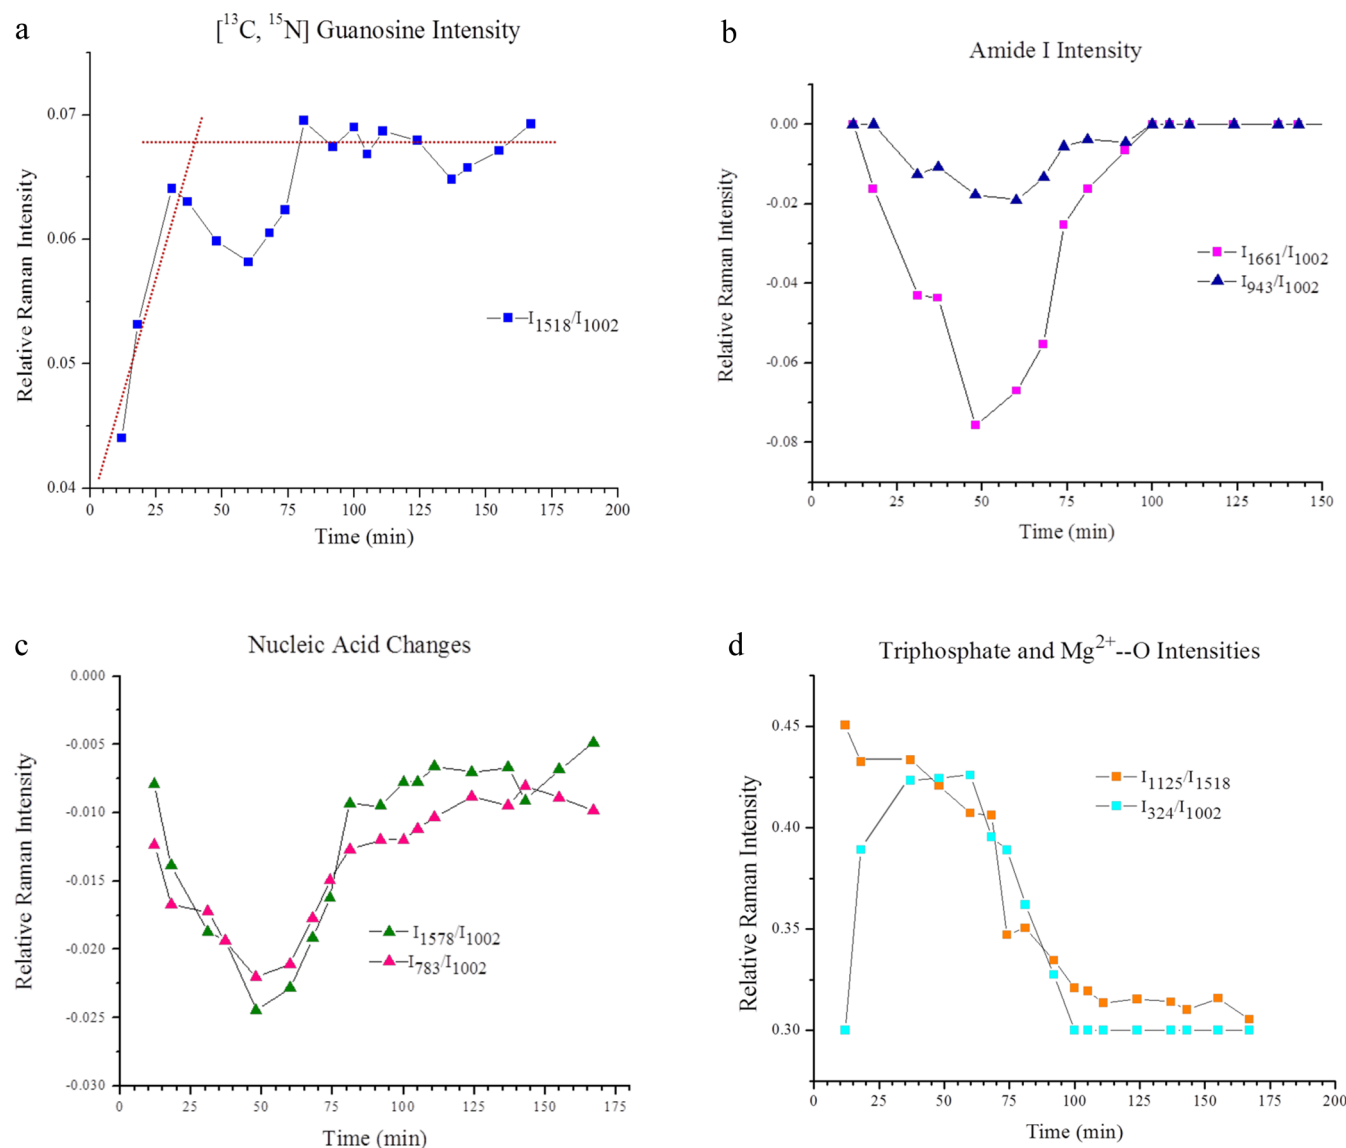 a
[¹³C, ¹⁵N] Guanosine Intensity
Relative Raman Intensity
0.07
0.06
0.05
0.04
I₁₅₁₈/I₁₀₀₂
0 25 50 75 100 125 150 175 200
Time (min)
b
Amide I Intensity
Relative Raman Intensity
0.00
-0.02
-0.04
-0.06
-0.08
I₁₆₆₁/I₁₀₀₂
I₉₄₃/I₁₀₀₂
0 25 50 75 100 125 150
Time (min)
c
Nucleic Acid Changes
Relative Raman Intensity
0.000
-0.005
-0.010
-0.015
-0.020
-0.025
-0.030
I₁₅₇₈/I₁₀₀₂
I₇₈₃/I₁₀₀₂
0 25 50 75 100 125 150 175
Time (min)
d
Triphosphate and Mg²⁺--O Intensities
Relative Raman Intensity
0.45
0.40
0.35
0.30
I₁₁₂₅/I₁₅₁₈
I₃₂₄/I₁₀₀₂
0 25 50 75 100 125 150 175 200
Time (min)